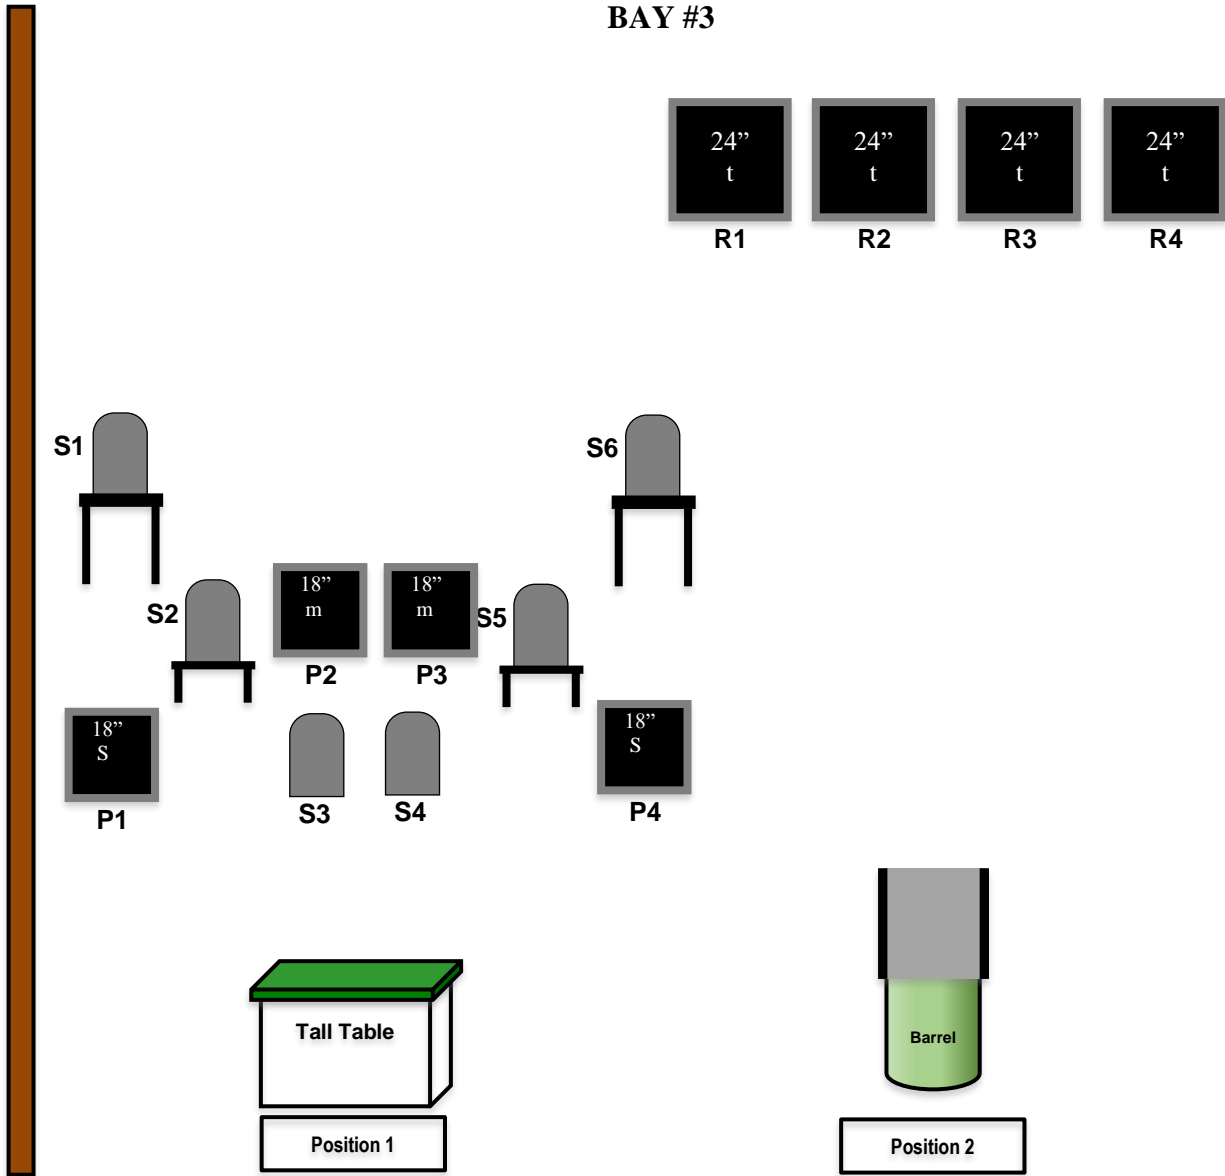 BAY #3
24” 24” 24” 24”
t t t t
R1 R2 R3 R4
S1 S6
18” 18”
m m
S2 S5
P2 P3
18” 18”
S S
S3 S4 P4
P1
Barrel
Tall Table
Position 1 Position 2